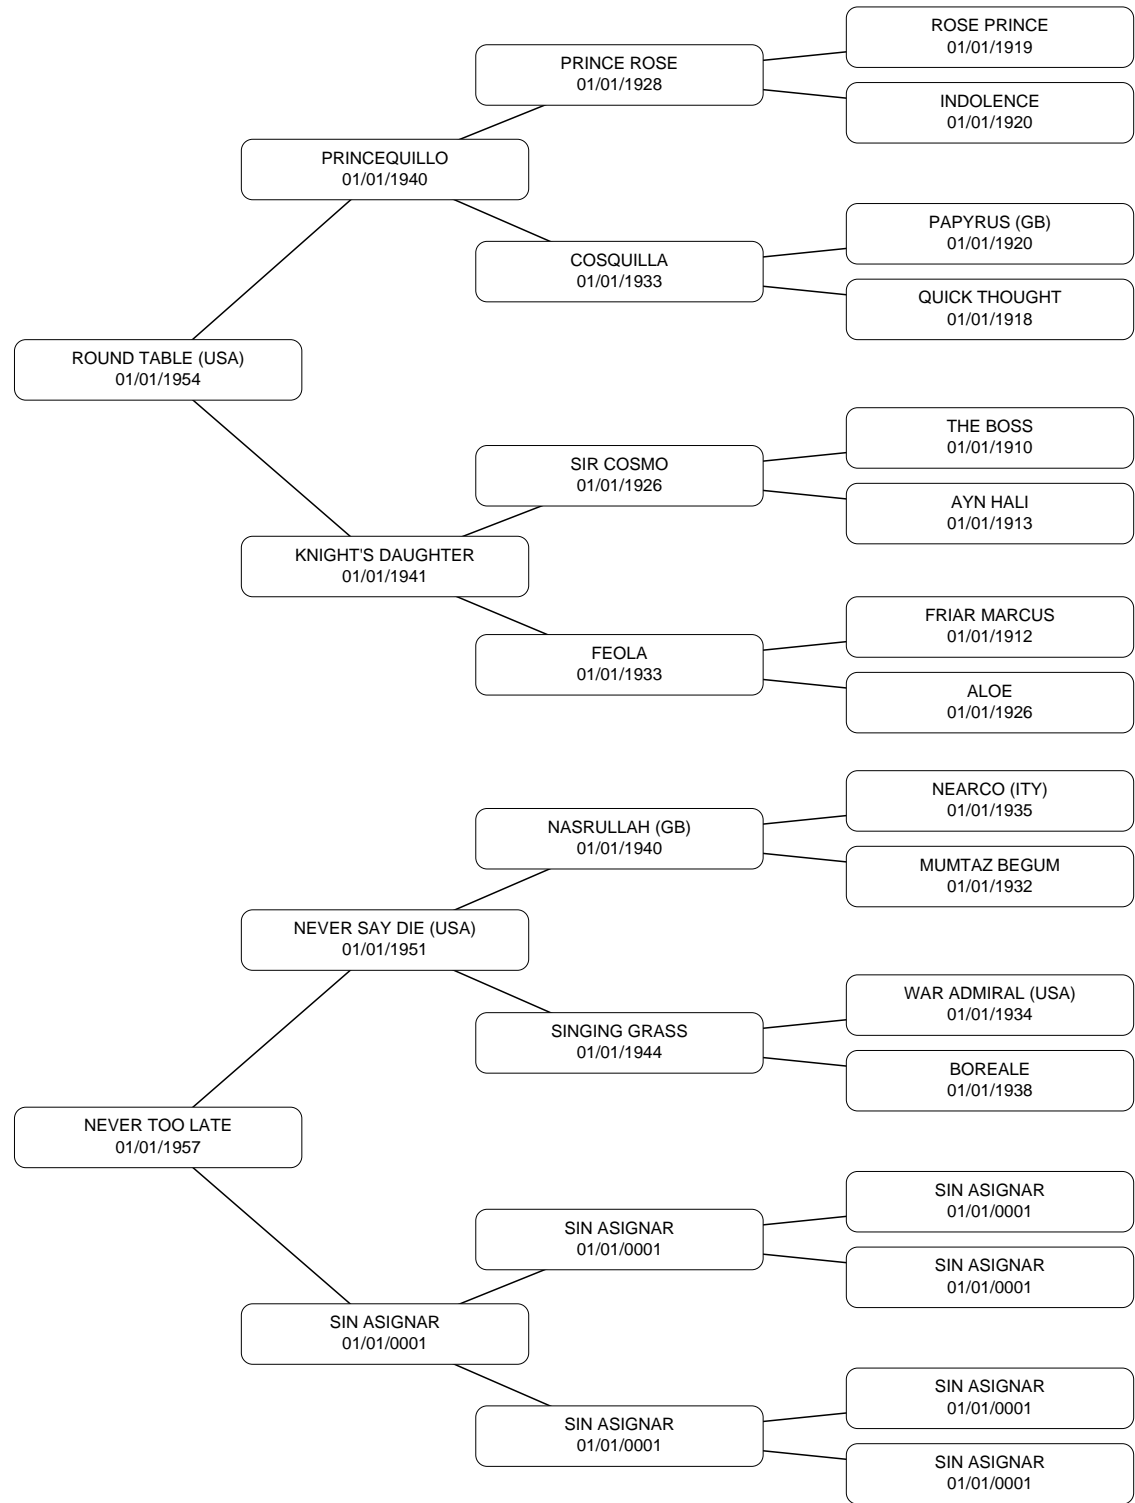 ROSE PRINCE
01/01/1919
PRINCE ROSE
01/01/1928
INDOLENCE
01/01/1920
PRINCEQUILLO
01/01/1940
PAPYRUS (GB)
01/01/1920
COSQUILLA
01/01/1933
QUICK THOUGHT
01/01/1918
ROUND TABLE (USA)
01/01/1954
THE BOSS
01/01/1910
SIR COSMO
01/01/1926
AYN HALI
01/01/1913
KNIGHT'S DAUGHTER
01/01/1941
FRIAR MARCUS
01/01/1912
FEOLA
01/01/1933
ALOE
01/01/1926
NEARCO (ITY)
01/01/1935
NASRULLAH (GB)
01/01/1940
MUMTAZ BEGUM
01/01/1932
NEVER SAY DIE (USA)
01/01/1951
WAR ADMIRAL (USA)
01/01/1934
SINGING GRASS
01/01/1944
BOREALE
01/01/1938
NEVER TOO LATE
01/01/1957
SIN ASIGNAR
01/01/0001
SIN ASIGNAR
01/01/0001
SIN ASIGNAR
01/01/0001
SIN ASIGNAR
01/01/0001
SIN ASIGNAR
01/01/0001
SIN ASIGNAR
01/01/0001
SIN ASIGNAR
01/01/0001